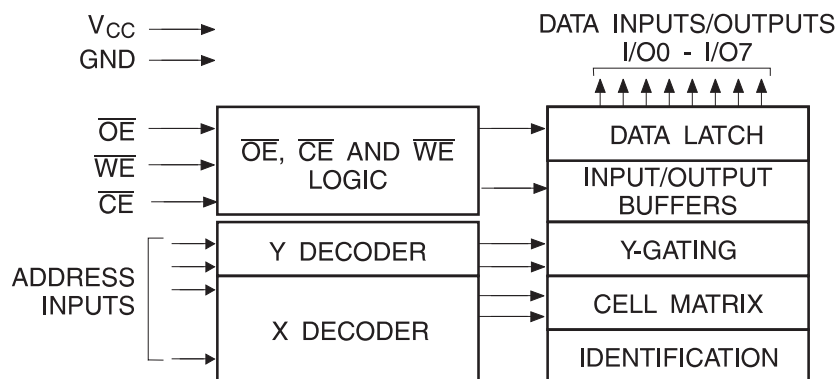 VCC
GND
DATA INPUTS/OUTPUTS
I/O0 - I/O7
OE
WE
CE
OE, CE AND WE
LOGIC
DATA LATCH
INPUT/OUTPUT
BUFFERS
ADDRESS
INPUTS
Y DECODER
Y-GATING
X DECODER
CELL MATRIX
IDENTIFICATION